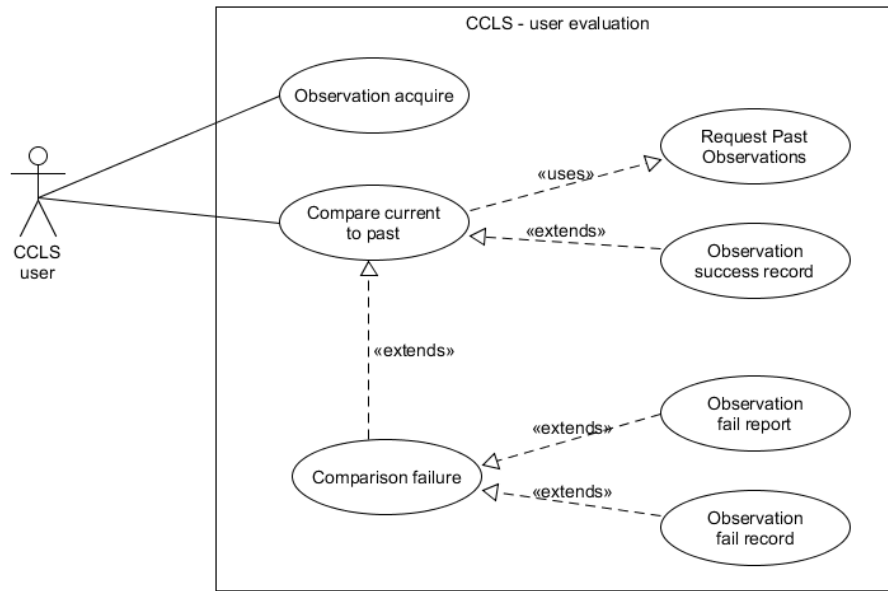 CCLS - user evaluation
Observation acquire
Request Past
Observations
«uses»
Compare current
to past
«extends»
Observation
success record
CCLS
user
«extends»
Observation
fail report
«extends»
Comparison failure
«extends»
Observation
fail record